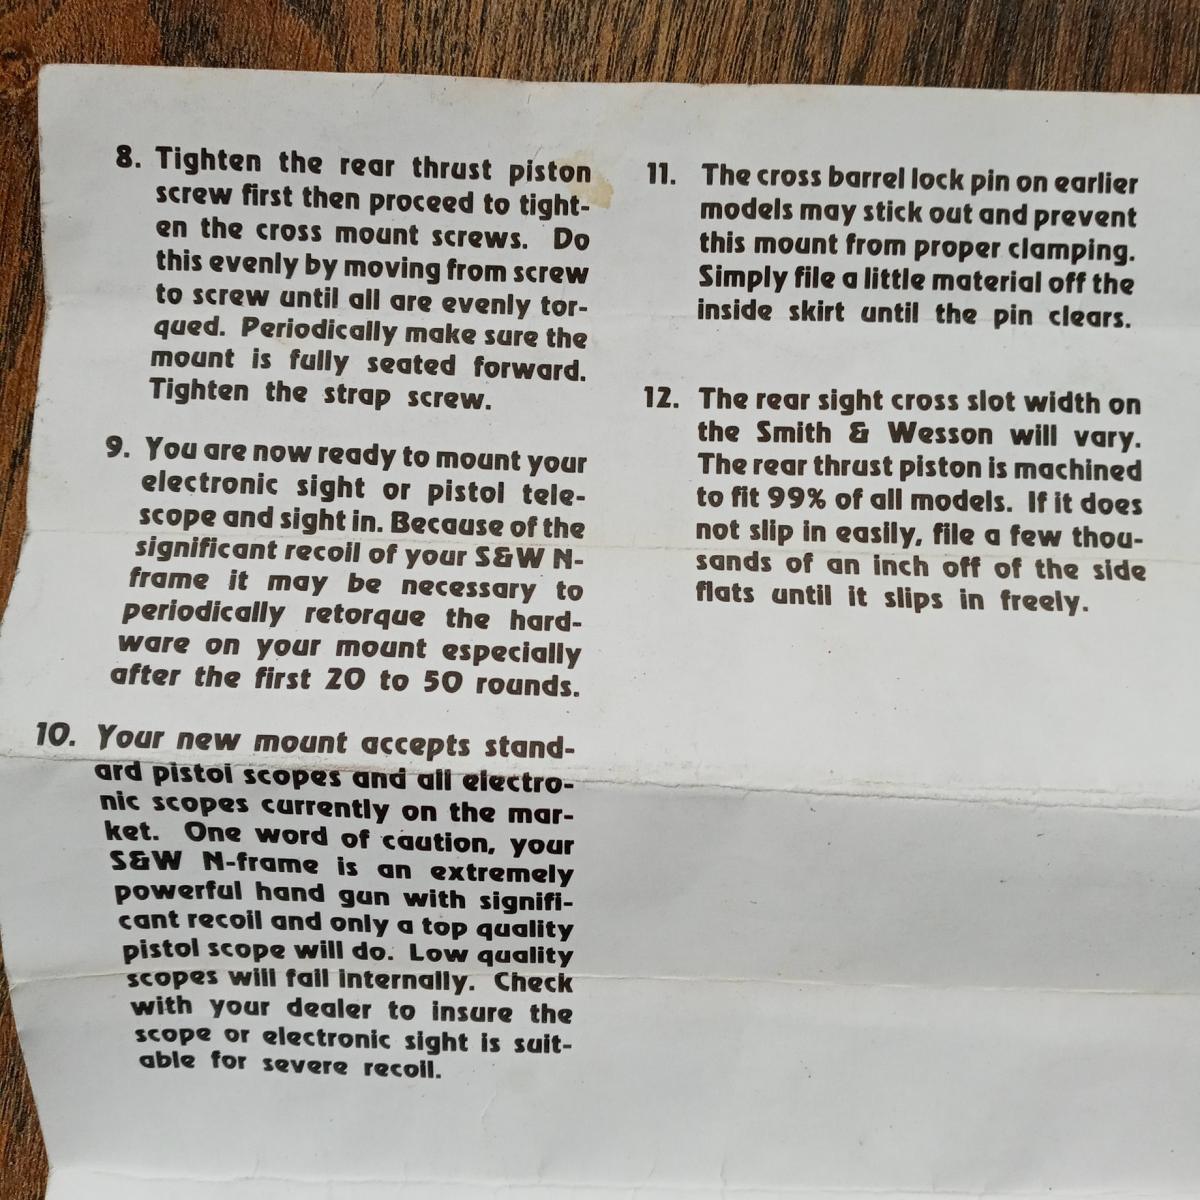 8. Tighten the rear thrust piston
screw first then proceed to tight-
en the cross mount screws. Do
this evenly by moving from screw
to screw until all are evenly tor-
qued. Periodically make sure the
mount is fully seated forward.
Tighten the strap screw.
9. You are now ready to mount your
electronic sight or pistol tele-
scope and sight in. Because of the
significant recoil of your S&W N-
frame it may be necessary to
periodically retorque the hard-
ware on your mount especially
after the first 20 to 50 rounds.
10. Your new mount accepts stand-
ard pistol scopes and all electro-
nic scopes currently on the mar-
ket. One word of caution, your
S&W N-frame is an extremely
powerful hand gun with signifi-
cant recoil and only a top quality
pistol scope will do. Low quality
scopes will fail internally. Check
with your dealer to insure the
scope or electronic sight is suit-
able for severe recoil.
11. The cross barrel lock pin on earlier
models may stick out and prevent
this mount from proper clamping.
Simply file a little material off the
inside skirt until the pin clears.
12. The rear sight cross slot width on
the Smith & Wesson will vary.
The rear thrust piston is machined
to fit 99% of all models. If it does
not slip in easily, file a few thou-
sands of an inch off of the side
flats until it slips in freely.